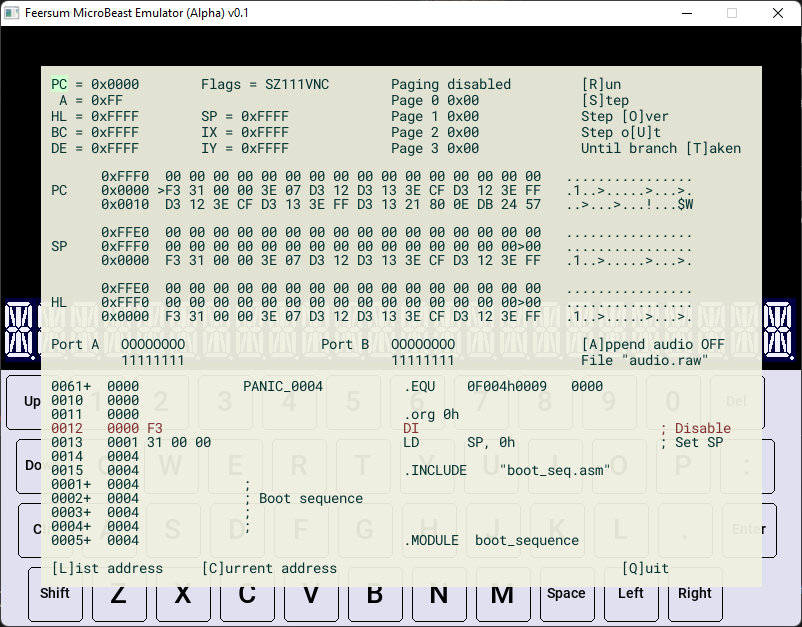 Feersum MicroBeast Emulator (Alpha) v0.1
PC = 0x0000 Flags = SZ111VNC Paging disabled [R]un
A = 0xFF Page 0 0x00 [S]tep
HL = 0xFFFF SP = 0xFFFF Page 1 0x00 Step [O]ver
BC = 0xFFFF IX = 0xFFFF Page 2 0x00 Step o[U]t
DE = 0xFFFF IY = 0xFFFF Page 3 0x00 Until branch [T]aken
0xFFF0 00 00 00 00 00 00 00 00 00 00 00 00 00 00 00 00 ................
PC 0x0000 >F3 31 00 00 3E 07 D3 12 D3 13 3E CF D3 12 3E FF .1..>.....>...>.
0x0010 D3 12 3E CF D3 13 3E FF D3 13 21 80 0E DB 24 57 ..>...>...!...$W
0xFFE0 00 00 00 00 00 00 00 00 00 00 00 00 00 00 00 00 ................
SP 0xFFF0 00 00 00 00 00 00 00 00 00 00 00 00 00 00 00>00 ................
0x0000 F3 31 00 00 3E 07 D3 12 D3 13 3E CF D3 12 3E FF .1..>.....>...>.
0xFFE0 00 00 00 00 00 00 00 00 00 00 00 00 00 00 00 00 ................
HL 0xFFF0 00 00 00 00 00 00 00 00 00 00 00 00 00 00 00>00 ................
0x0000 F3 31 00 00 3E 07 D3 12 D3 13 3E CF D3 12 3E FF .1..>.....>...>.
Port A OOOOOOOO Port B OOOOOOOO [A]ppend audio OFF
11111111 11111111 File "audio.raw"
0061+ 0000 PANIC_0004 .EQU 0F004h0009 0000
0010 0000
0011 0000 .org 0h
0012 0000 F3 DI ; Disable
0013 0001 31 00 00 LD SP, 0h ; Set SP
0014 0004
0015 0004 .INCLUDE "boot_seq.asm"
0001+ 0004 ;
0002+ 0004 ; Boot sequence
0003+ 0004 ;
0004+ 0004 ;
0005+ 0004 .MODULE boot_sequence
[L]ist address [C]urrent address [Q]uit
Up 1 2 3 4 5 6 7 8 9 0 Del
Q W E R T Y U I O P :
A S D F G H J K L . Enter
Shift Z X C V B N M Space Left Right